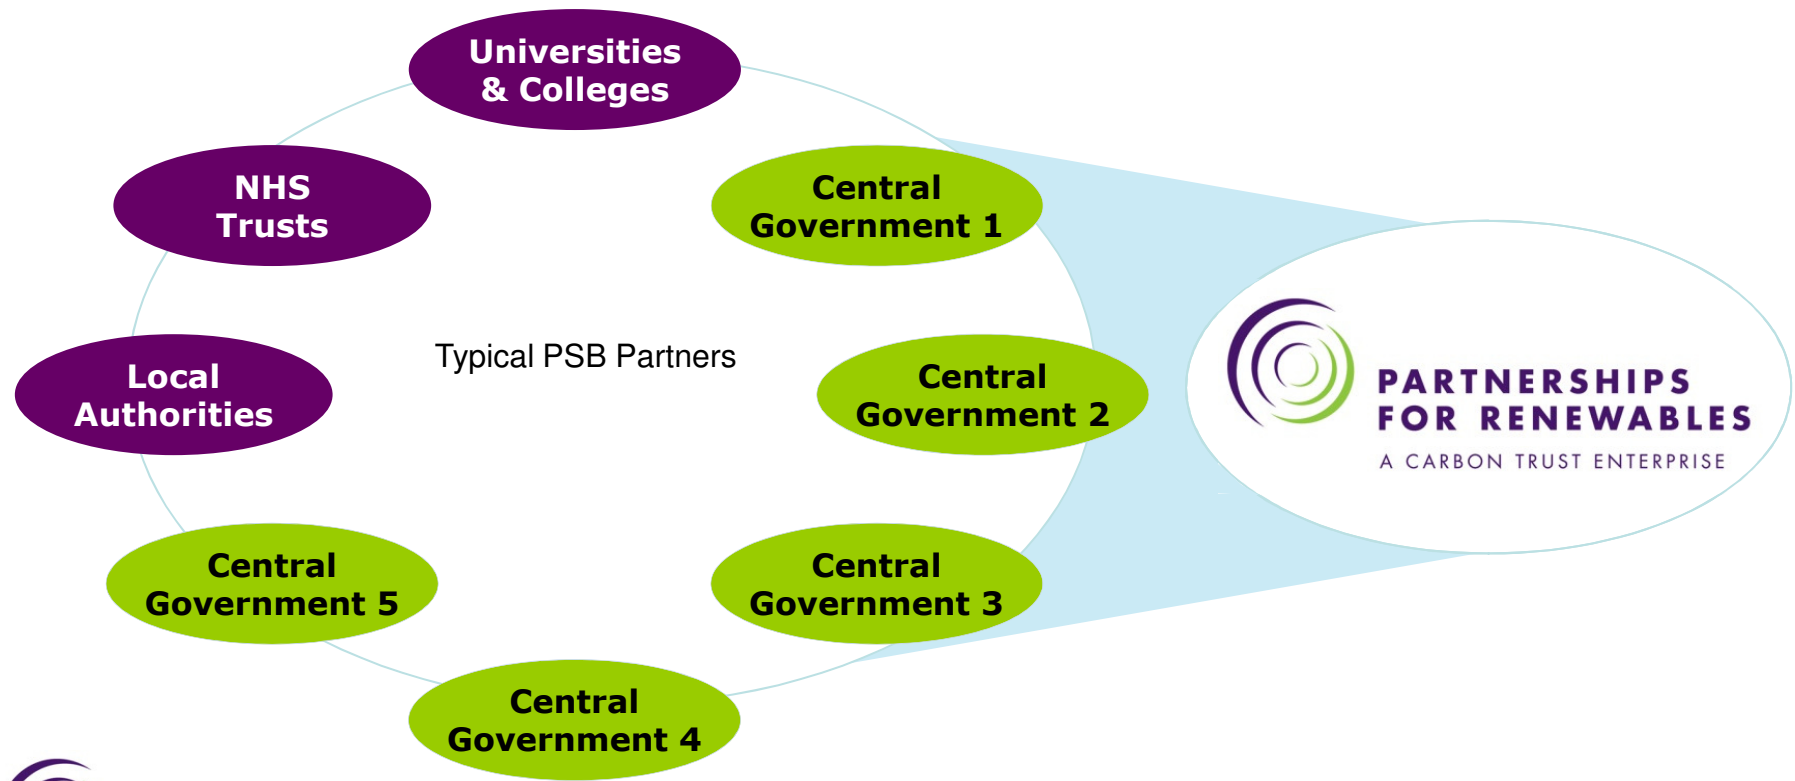 Universities
& Colleges
NHS
Trusts
Central
Government 1
Typical PSB Partners
Local
Authorities
Central
Government 2
PARTNERSHIPS
FOR RENEWABLES
A CARBON TRUST ENTERPRISE
Central
Government 5
Central
Government 3
Central
Government 4